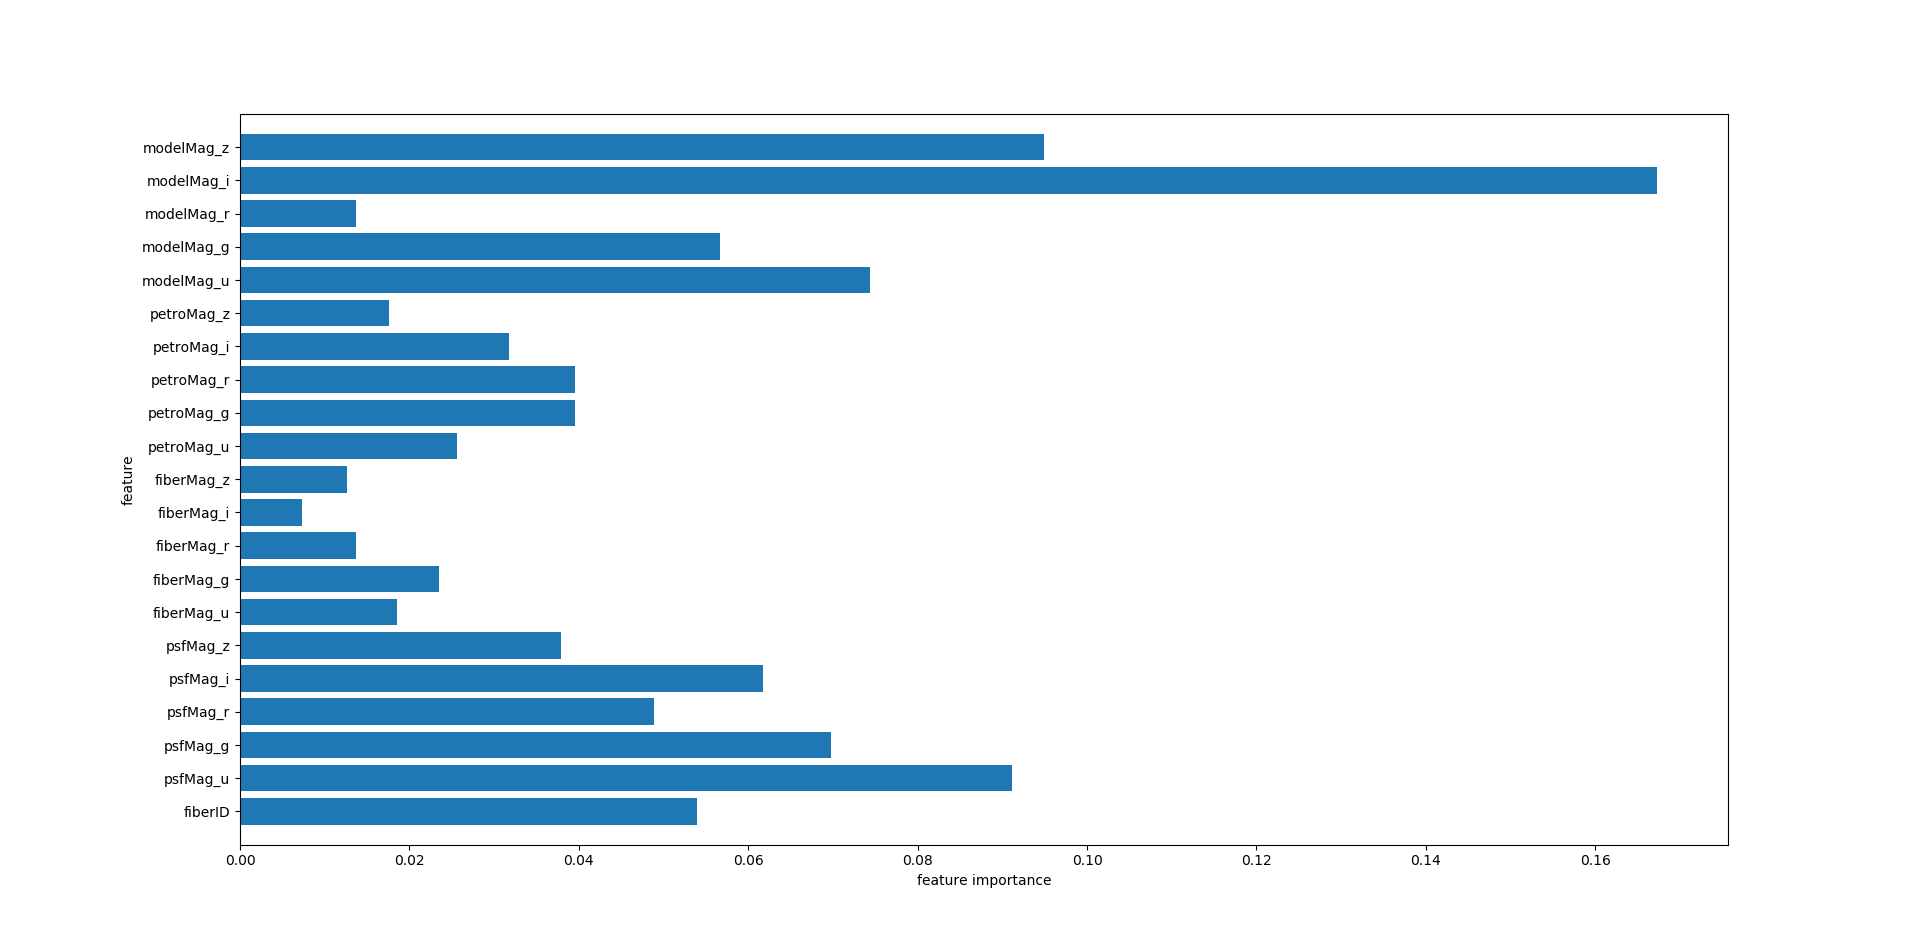 modelMag_z
modelMag_i
modelMag_r
modelMag_g
modelMag_u
petroMag_z
petroMag_i
petroMag_r
petroMag_g
petroMag_u
fiberMag_z
fiberMag_i
fiberMag_r
fiberMag_g
fiberMag_u
psfMag_z
psfMag_i
psfMag_r
psfMag_g
psfMag_u
fiberID
feature
0.00 0.02 0.04 0.06 0.08 0.10 0.12 0.14 0.16
feature importance